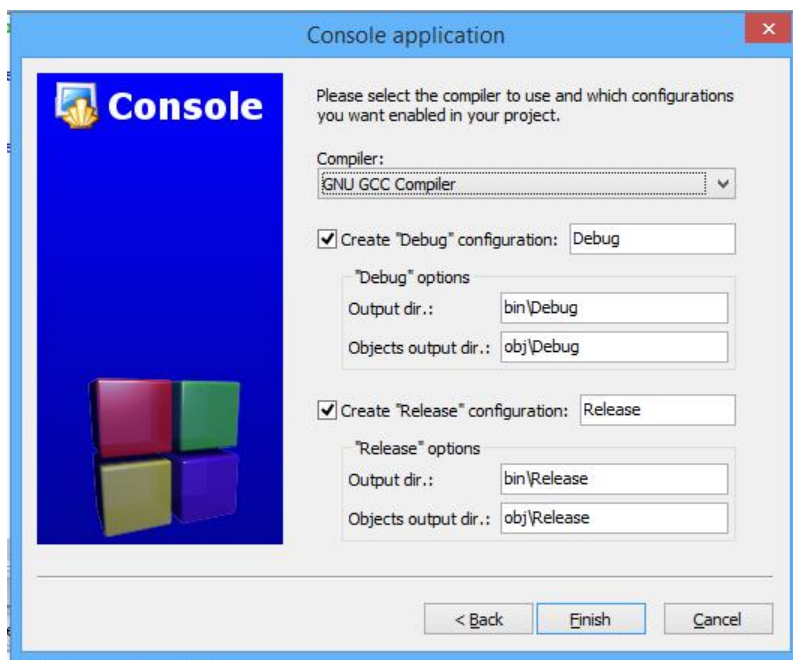 Console application
Console
Please select the compiler to use and which configurations
you want enabled in your project.
Compiler:
GNU GCC Compiler
Create "Debug" configuration: Debug
"Debug" options
Output dir.: bin\Debug
Objects output dir.: obj\Debug
Create "Release" configuration: Release
"Release" options
Output dir.: bin\Release
Objects output dir.: obj\Release
< Back Finish Cancel